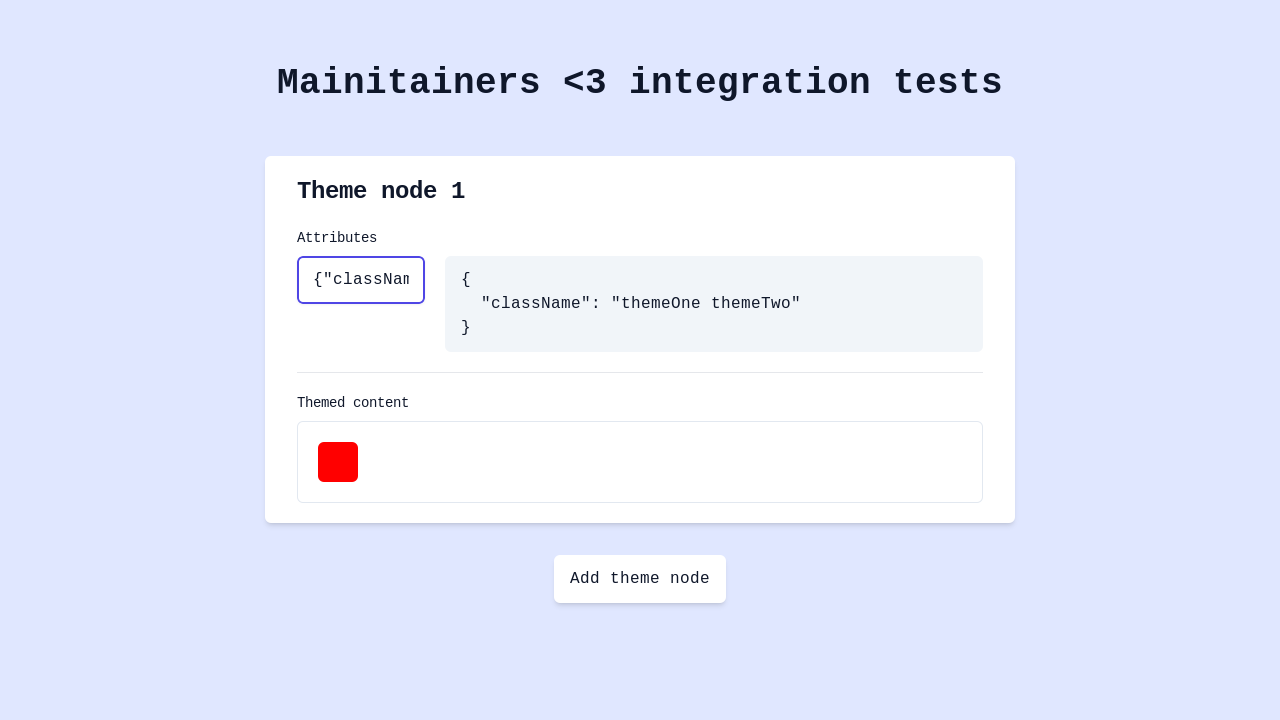 Mainitainers <3 integration tests
Theme node 1
Attributes
{"classNam
{
  "className": "themeOne themeTwo"
}
Themed content
Add theme node